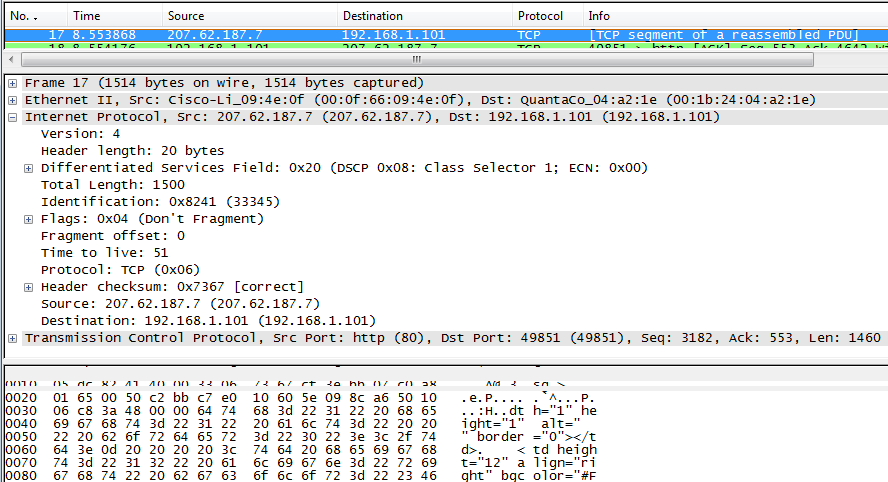 No. . Time Source Destination Protocol Info
17 8.553868 207.62.187.7 192.168.1.101 TCP [TCP segment of a reassembled PDU]
18 8.554176 192.168.1.101 207.62.187.7 TCP 49851 > http [ACK] Seq=553 Ack=4642
Frame 17 (1514 bytes on wire, 1514 bytes captured)
Ethernet II, Src: Cisco-Li_09:4e:0f (00:0f:66:09:4e:0f), Dst: QuantaCo_04:a2:1e (00:1b:24:04:a2:1e)
Internet Protocol, Src: 207.62.187.7 (207.62.187.7), Dst: 192.168.1.101 (192.168.1.101)
Version: 4
Header length: 20 bytes
Differentiated Services Field: 0x20 (DSCP 0x08: Class Selector 1; ECN: 0x00)
Total Length: 1500
Identification: 0x8241 (33345)
Flags: 0x04 (Don't Fragment)
Fragment offset: 0
Time to live: 51
Protocol: TCP (0x06)
Header checksum: 0x7367 [correct]
Source: 207.62.187.7 (207.62.187.7)
Destination: 192.168.1.101 (192.168.1.101)
Transmission Control Protocol, Src Port: http (80), Dst Port: 49851 (49851), Seq: 3182, Ack: 553, Len: 1460
0010 05 dc 82 41 40 00 33 06 73 67 cf 3e bb 07 c0 a8
0020 01 65 00 50 c2 bb c7 e0 10 60 5e 09 8c a6 50 10 .e.P.... .`^...P.
0030 06 c8 3a 48 00 00 64 74 68 3d 22 31 22 20 68 65 ..:H..dt h="1" he
0040 69 67 68 74 3d 22 31 22 20 61 6c 74 3d 22 20 20 ight="1" alt="
0050 22 20 62 6f 72 64 65 72 3d 22 30 22 3e 3c 2f 74 " border ="0"></t
0060 64 3e 0d 20 20 20 20 3c 74 64 20 68 65 69 67 68 d>. < td heigh
0070 74 3d 22 31 32 22 20 61 6c 69 67 6e 3d 22 72 69 t="12" a lign="ri
0080 67 68 74 22 20 62 67 63 6f 6c 6f 72 3d 22 23 46 ght" bgc olor="#F